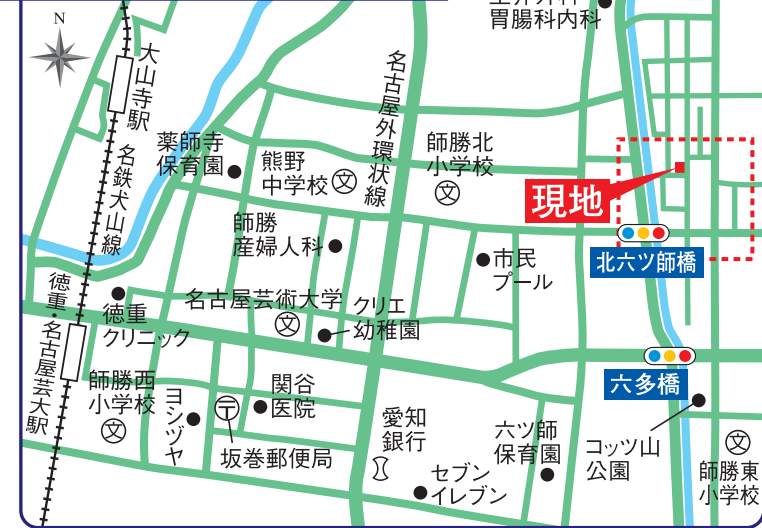 N
胃腸科内科
大山寺駅
名古屋外環状線
薬師寺
保育園
名鉄犬山線
熊野
中学校
文
師勝北
小学校
文
現地
師勝
産婦人科
市民
プール
北六ツ師橋
徳重・名古屋芸大駅
徳重
クリニック
名古屋芸術大学
文
クリエ
幼稚園
六多橋
師勝西
小学校
文
ヨシヅヤ
関谷
医院
〒
坂巻郵便局
愛知
銀行
セブン
イレブン
六ツ師
保育園
コッツ山
公園
文
師勝東
小学校